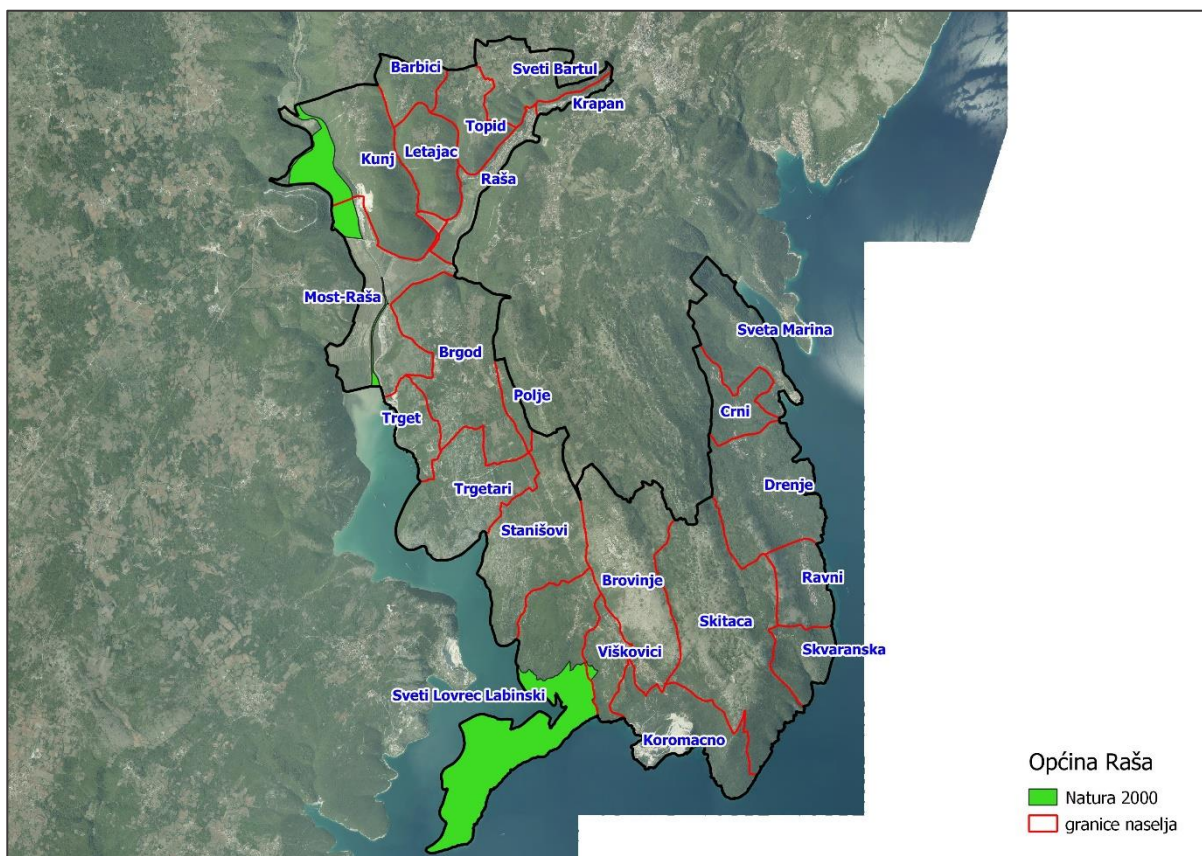 Barbici
Sveti Bartul
Krapan
Topid
Letajac
Kunj
Raša
Most-Raša
Sveta Marina
Brgod
Polje
Crni
Trget
Drenje
Trgetari
Stanišovi
Ravni
Brovinje
Skitaca
Viškovici
Skvaranska
Sveti Lovrec Labinski
Koromacno
Općina Raša
Natura 2000
granice naselja